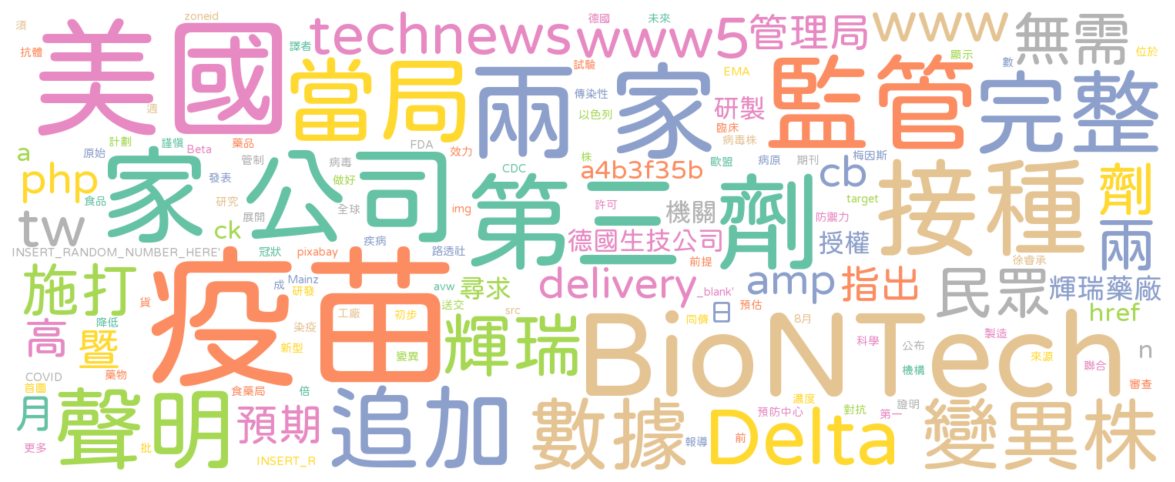 zoneid 德國 未來
須 美國 technews www5 管理局 www 無需
抗體 譯者 試驗 顯示 數 位於
當局 兩家 EMA 監管 完整
週 傳染性 以色列 研製 臨床 病毒株
計劃 謹慎 藥品 FDA 效力
原始 Beta 管制 病毒 CDC 株 歐盟 病原 期刊 梅因斯
a 家公司 第三劑 a4b3f35b cb 接種 劑
php 食品 發表 做好 target
研究 許可 機關 防禦力
tw ck 展開 全球 img 德國生技公司 授權 兩
INSERT_RANDOM_NUMBER_HERE' 冠狀 pixabay 疾病 路透社 前提 徐睿承
施打 疫苗 avw 尋求 delivery _blank' amp 指出 民眾 輝瑞藥廠
貨 成 Mainz 研發 送交 src 預估
高 降低 暨 染疫 工廠 初步 輝瑞 BioNTech 同儕 日 8月 製造 href
新型 變異 科學 公布 來源 n
COVID 首圖 藥物 食藥局 倍 機構 聯合 審查
月 聲明 預期 追加 數據 Delta 濃度 預防中心 對抗 證明 第一 變異株
更多 批 INSERT_R 報導 前